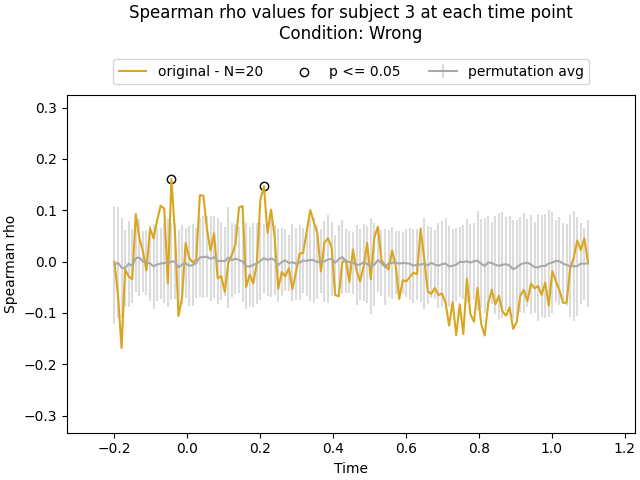 Spearman rho values for subject 3 at each time point
Condition: Wrong
original - N=20
p <= 0.05
permutation avg
0.3
0.2
0.1
0.0
−0.1
−0.2
−0.3
Spearman rho
−0.2
0.0
0.2
0.4
0.6
0.8
1.0
1.2
Time